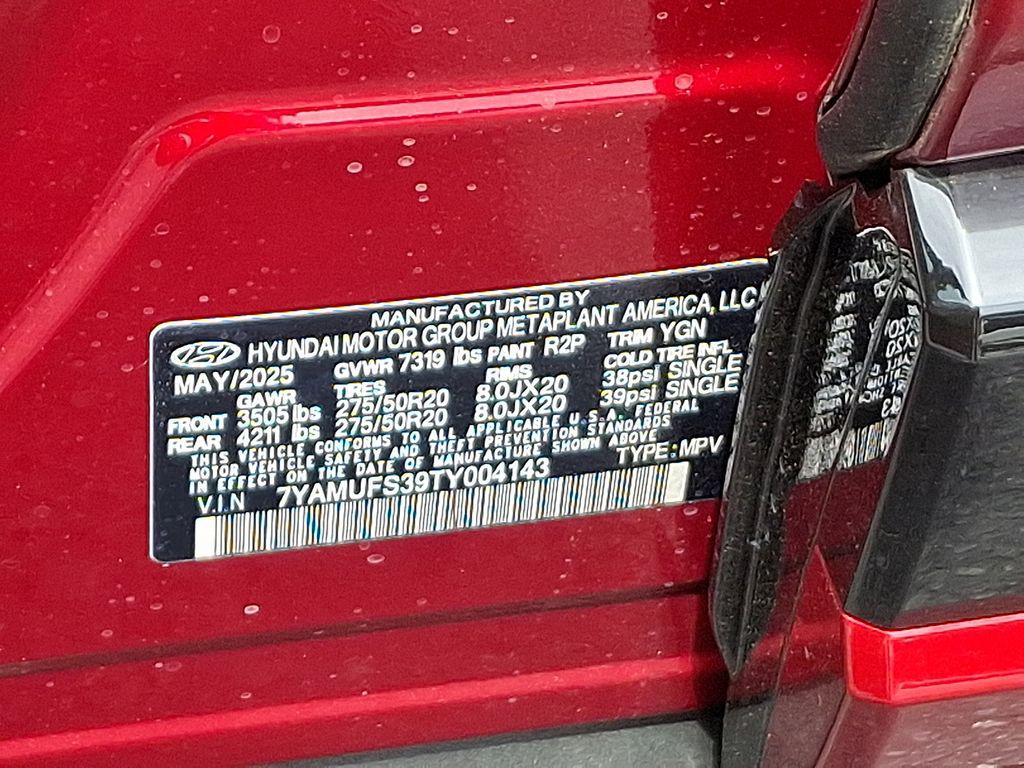 MANUFACTURED BY
HYUNDAI MOTOR GROUP METAPLANT AMERICA, LLC
MAY/2025 GVWR 7319 lbs PAINT R2P TRIM YGN
GAWR TIRES RIMS COLD TIRE INFL
FRONT 3505 lbs 275/50R20 8.0JX20 38psi SINGLE
REAR 4211 lbs 275/50R20 8.0JX20 39psi SINGLE
THIS VEHICLE CONFORMS TO ALL APPLICABLE U.S.A. FEDERAL
MOTOR VEHICLE SAFETY AND THEFT PREVENTION STANDARDS
IN EFFECT ON THE DATE OF MANUFACTURE SHOWN ABOVE
V.I.N 7YAMUFS39TY004143 TYPE: MPV